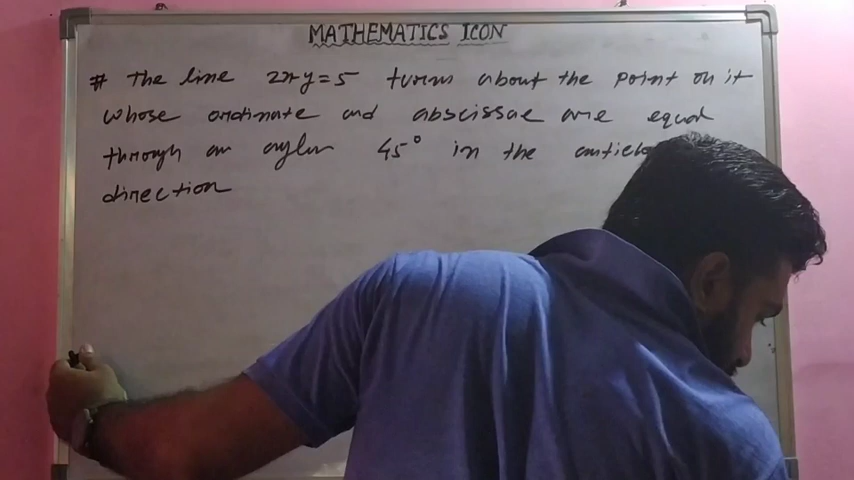 MATHEMATICS ICON
# The line 2x-y=5 turns about the point on it
whose ordinate and abscissae are equal
through an angle 45° in the
direction